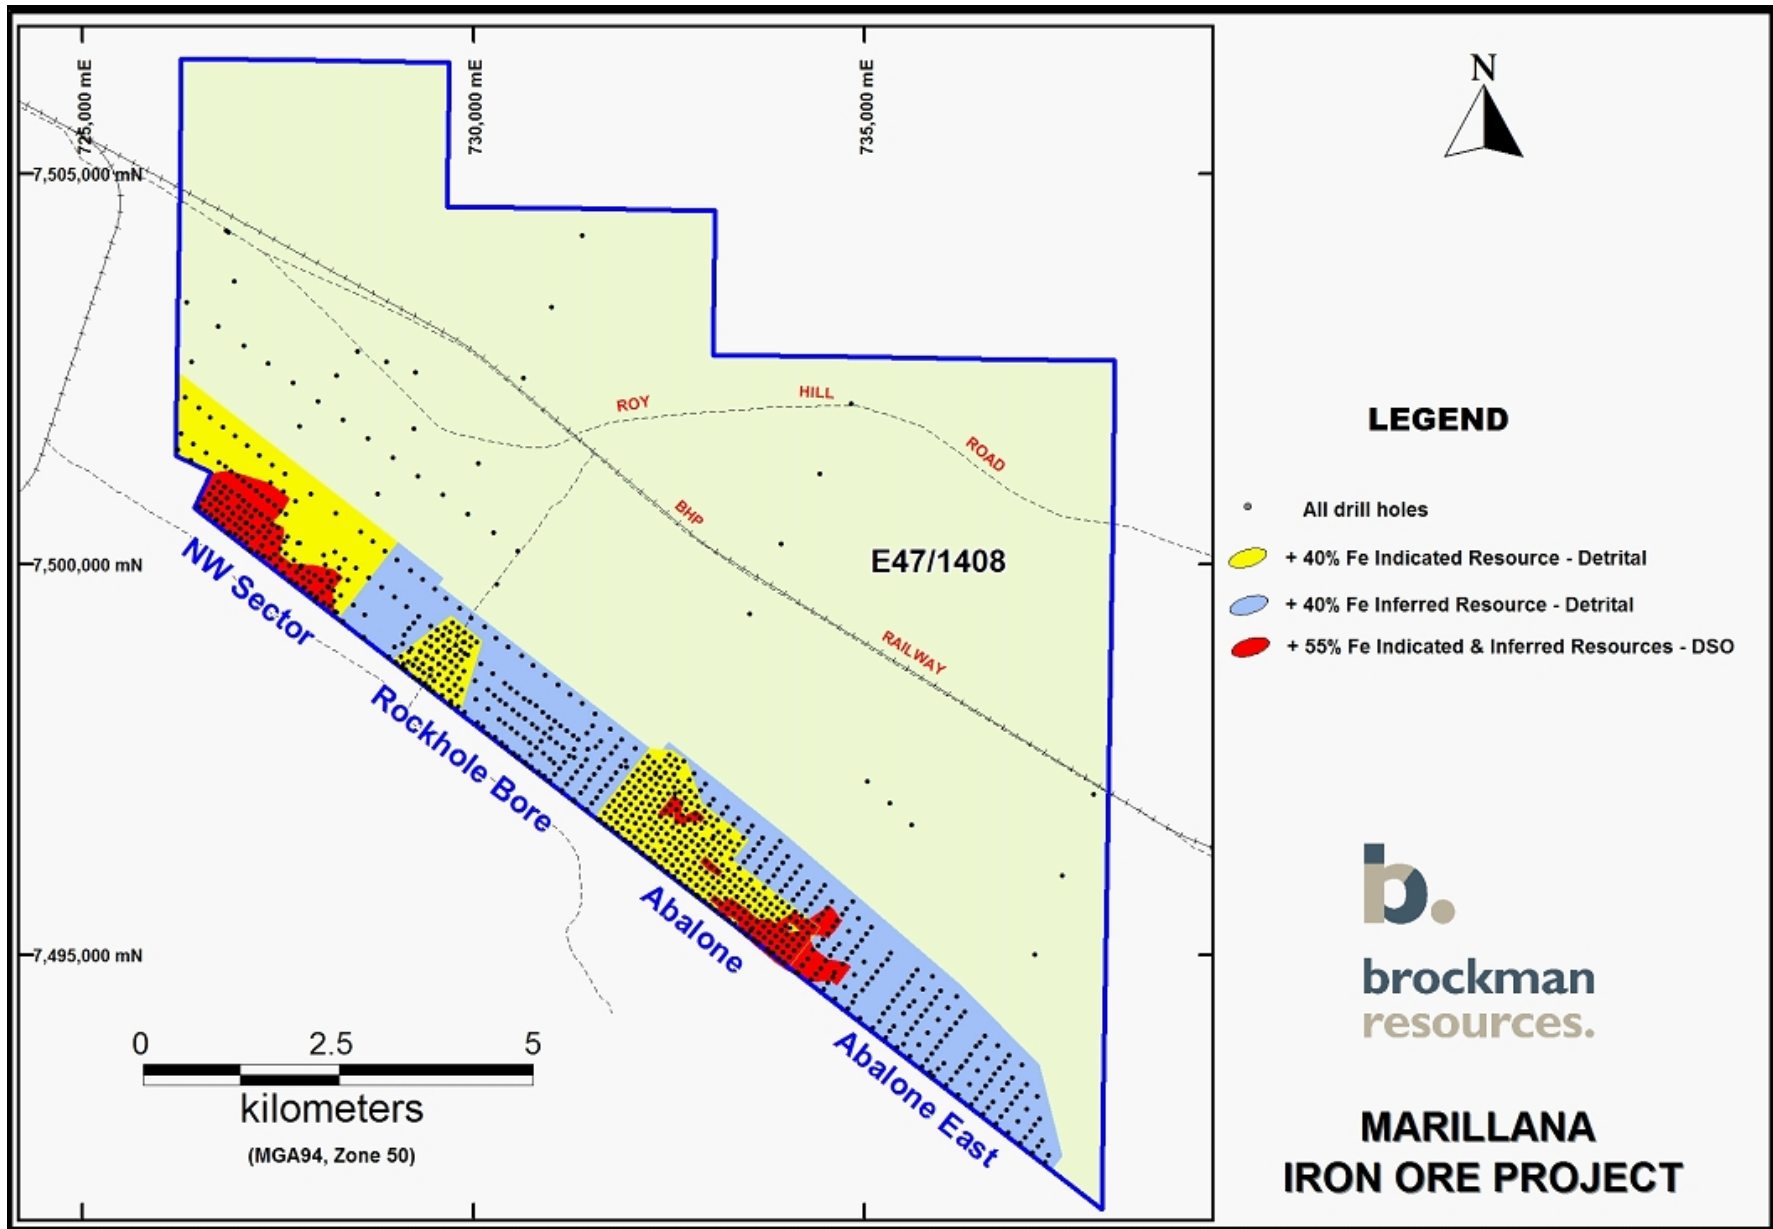 725,000 mE
730,000 mE
735,000 mE
7,505,000 mN
7,500,000 mN
7,495,000 mN
ROY
HILL
ROAD
BHP
RAILWAY
E47/1408
NW Sector
Rockhole Bore
Abalone
Abalone East
0 2.5 5
kilometers
(MGA94, Zone 50)
N
LEGEND
All drill holes
+ 40% Fe Indicated Resource - Detrital
+ 40% Fe Inferred Resource - Detrital
+ 55% Fe Indicated & Inferred Resources - DSO
b.
brockman
resources.
MARILLANA
IRON ORE PROJECT